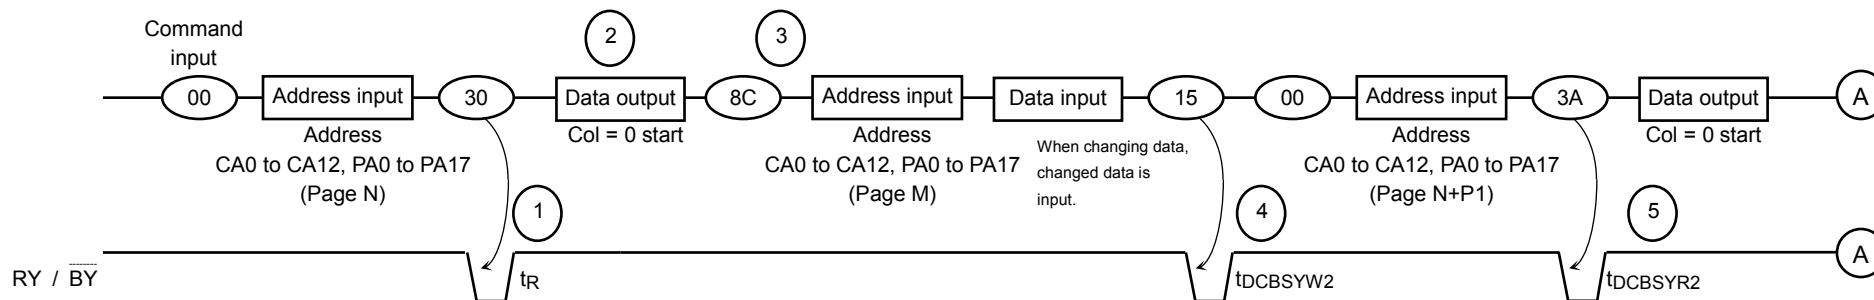 Command
input
2
3
00
Address input
30
Data output
8C
Address input
Data input
15
00
Address input
3A
Data output
A
Address
CA0 to CA12, PA0 to PA17
(Page N)
Col = 0 start
Address
CA0 to CA12, PA0 to PA17
(Page M)
When changing data,
changed data is
input.
Address
CA0 to CA12, PA0 to PA17
(Page N+P1)
Col = 0 start
1
4
5
RY / BY
tR
tDCBSYW2
tDCBSYR2
A